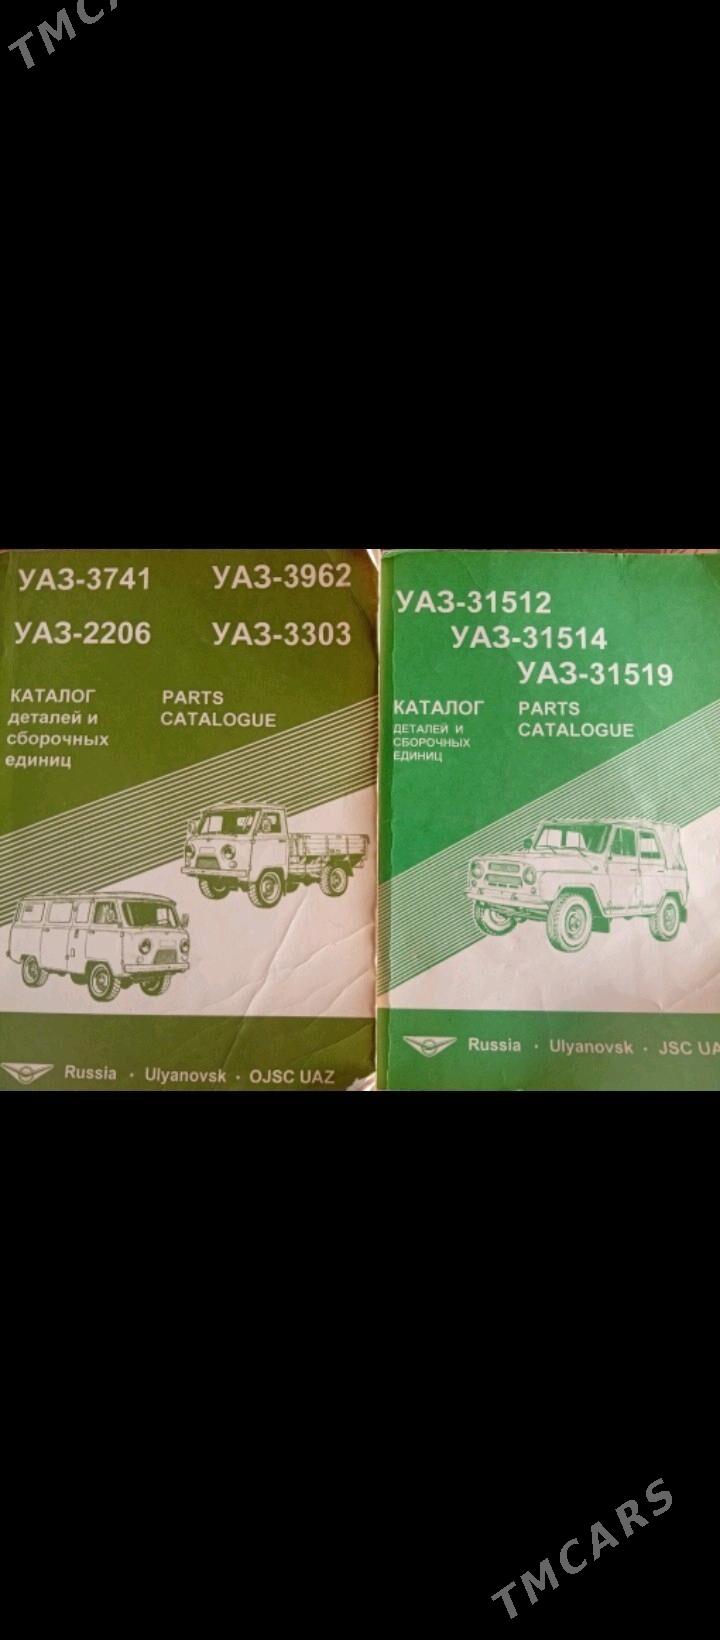 УАЗ-3741 УАЗ-3962
УАЗ-2206 УАЗ-3303
КАТАЛОГ
деталей и
сборочных
единиц
PARTS
CATALOGUE
Russia · Ulyanovsk · OJSC UAZ
УАЗ-31512
УАЗ-31514
УАЗ-31519
КАТАЛОГ
ДЕТАЛЕЙ И
СБОРОЧНЫХ
ЕДИНИЦ
PARTS
CATALOGUE
Russia · Ulyanovsk · JSC UA
TMCARS